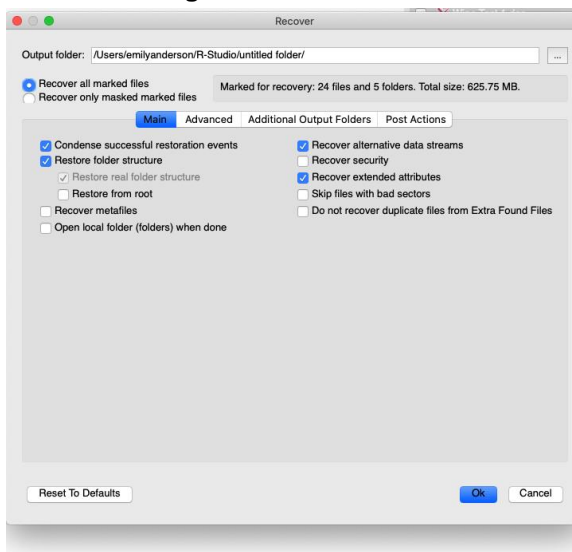 Recover
Output folder: /Users/emilyanderson/R-Studio/untitled folder/ ...
Recover all marked files
Recover only masked marked files
Marked for recovery: 24 files and 5 folders. Total size: 625.75 MB.
Main Advanced Additional Output Folders Post Actions
Condense successful restoration events
Restore folder structure
Restore real folder structure
Restore from root
Recover metafiles
Open local folder (folders) when done
Recover alternative data streams
Recover security
Recover extended attributes
Skip files with bad sectors
Do not recover duplicate files from Extra Found Files
Reset To Defaults Ok Cancel